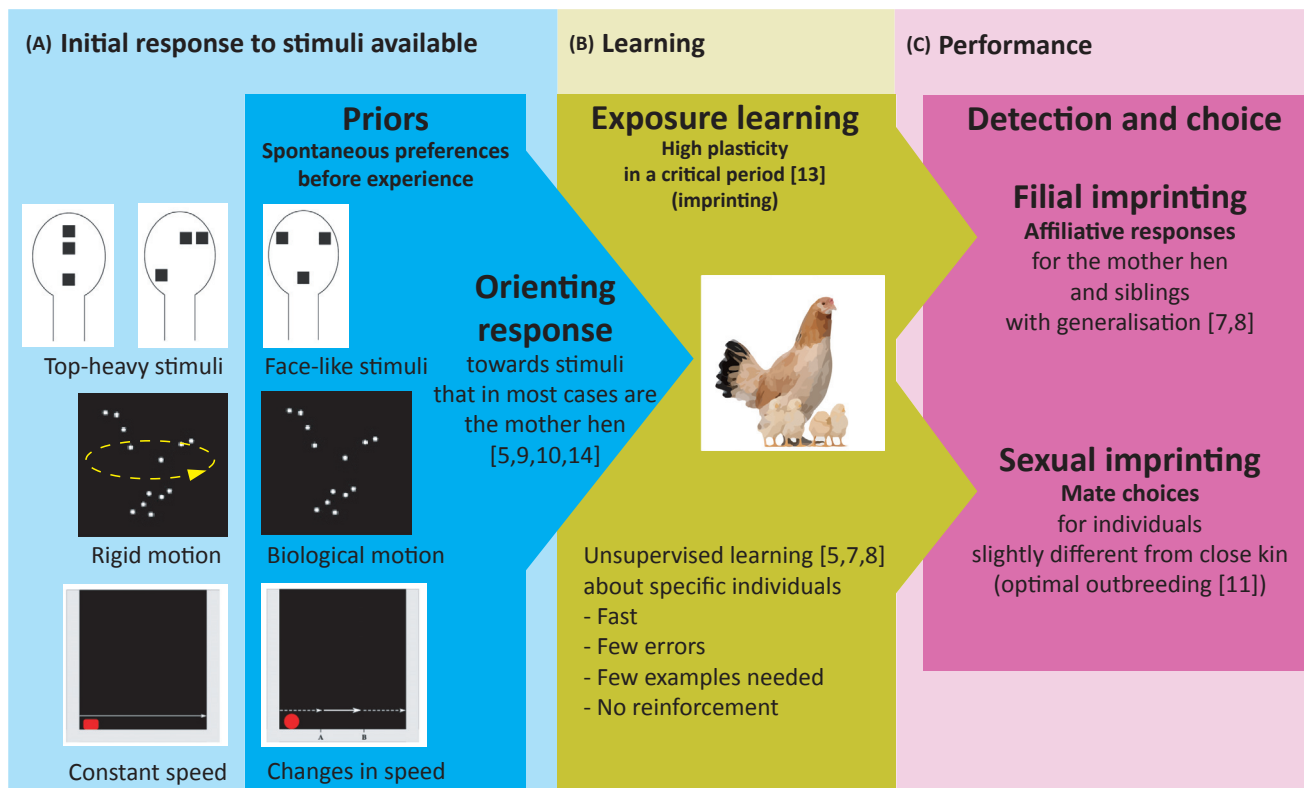 (A) Initial response to stimuli available
Priors
Spontaneous preferences
before experience
Top-heavy stimuli
Face-like stimuli
Rigid motion
Biological motion
A
B
Constant speed
Changes in speed
Orienting
response
towards stimuli
that in most cases are
the mother hen
[5,9,10,14]
(B) Learning
Exposure learning
High plasticity
in a critical period [13]
(imprinting)
Unsupervised learning [5,7,8]
about specific individuals
- Fast
- Few errors
- Few examples needed
- No reinforcement
(C) Performance
Detection and choice
Filial imprinting
Affiliative responses
for the mother hen
and siblings
with generalisation [7,8]
Sexual imprinting
Mate choices
for individuals
slightly different from close kin
(optimal outbreeding [11])